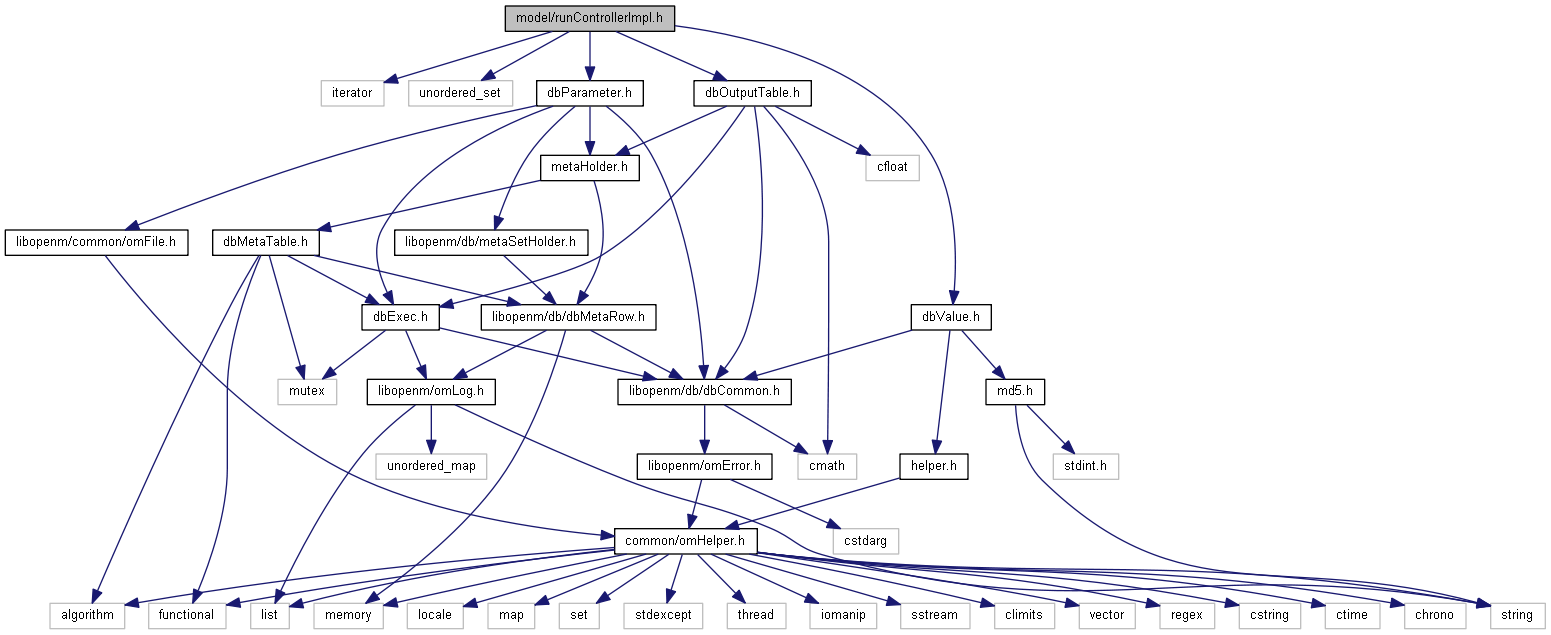 model/runControllerImpl.h
iterator
unordered_set
dbParameter.h
dbOutputTable.h
metaHolder.h
cfloat
libopenm/common/omFile.h
dbMetaTable.h
libopenm/db/metaSetHolder.h
dbExec.h
libopenm/db/dbMetaRow.h
dbValue.h
mutex
libopenm/omLog.h
libopenm/db/dbCommon.h
md5.h
unordered_map
libopenm/omError.h
cmath
helper.h
stdint.h
common/omHelper.h
cstdarg
algorithm
functional
list
memory
locale
map
set
stdexcept
thread
iomanip
sstream
climits
vector
regex
cstring
ctime
chrono
string